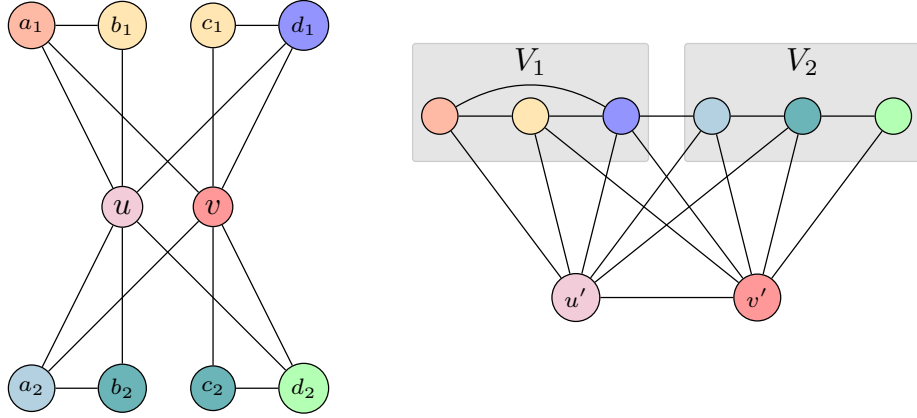 a₁ b₁ c₁ d₁
V₁ V₂
u v
u′ v′
a₂ b₂ c₂ d₂